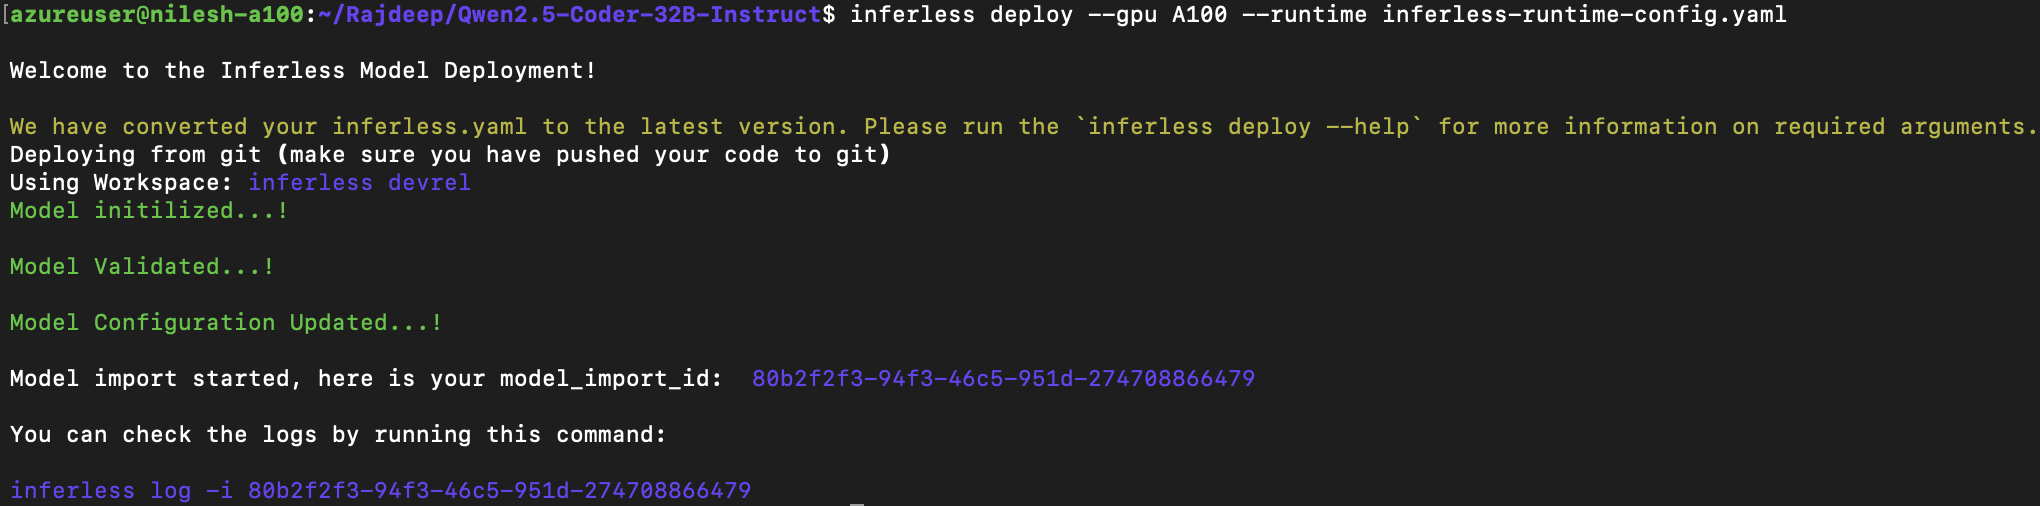 [azureuser@nilesh-a100:~/Rajdeep/Qwen2.5-Coder-32B-Instruct$ inferless deploy --gpu A100 --runtime inferless-runtime-config.yaml
Welcome to the Inferless Model Deployment!
We have converted your inferless.yaml to the latest version. Please run the `inferless deploy --help` for more information on required arguments.
Deploying from git (make sure you have pushed your code to git)
Using Workspace: inferless devrel
Model initilized...!
Model Validated...!
Model Configuration Updated...!
Model import started, here is your model_import_id:  80b2f2f3-94f3-46c5-951d-274708866479
You can check the logs by running this command:
inferless log -i 80b2f2f3-94f3-46c5-951d-274708866479